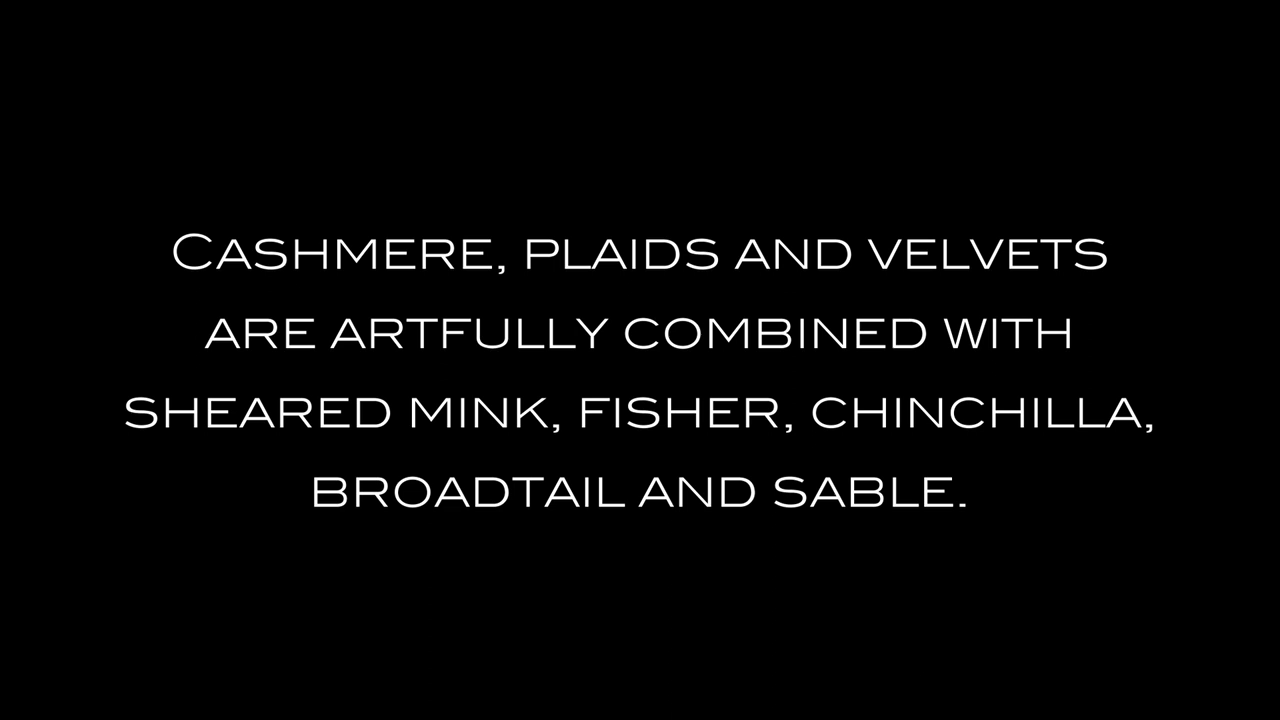 Cashmere, plaids and velvets
are artfully combined with
sheared mink, fisher, chinchilla,
broadtail and sable.